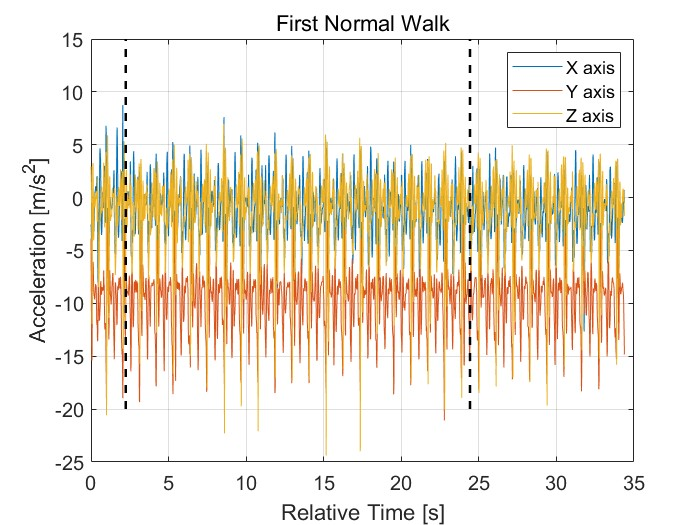 First Normal Walk
15
10
5
0
-5
-10
-15
-20
-25
Acceleration [m/s2]
X axis
Y axis
Z axis
0 5 10 15 20 25 30 35
Relative Time [s]